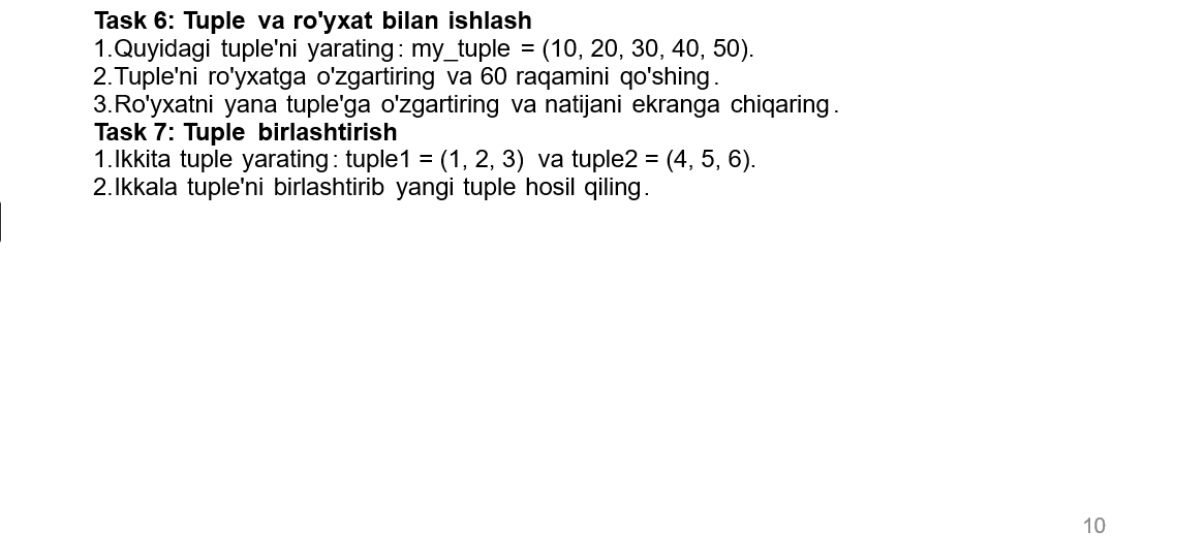 Task 6: Tuple va ro'yxat bilan ishlash
1.Quyidagi tuple'ni yarating: my_tuple = (10, 20, 30, 40, 50).
2.Tuple'ni ro'yxatga o'zgartiring va 60 raqamini qo'shing.
3.Ro'yxatni yana tuple'ga o'zgartiring va natijani ekranga chiqaring.
Task 7: Tuple birlashtirish
1.Ikkita tuple yarating: tuple1 = (1, 2, 3) va tuple2 = (4, 5, 6).
2.Ikkala tuple'ni birlashtirib yangi tuple hosil qiling.
10